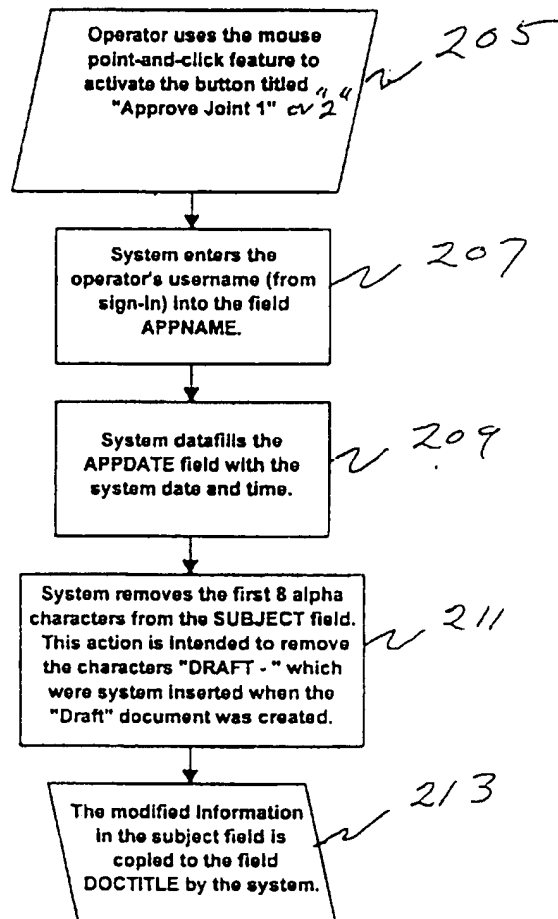 Operator uses the mouse
point-and-click feature to
activate the button titled
"Approve Joint 1" or "2"
205
System enters the
operator's username (from
sign-in) into the field
APPNAME.
207
System datafills the
APPDATE field with the
system date and time.
209
System removes the first 8 alpha
characters from the SUBJECT field.
This action is intended to remove
the characters "DRAFT - " which
were system inserted when the
"Draft" document was created.
211
The modified information
in the subject field is
copied to the field
DOCTITLE by the system.
213